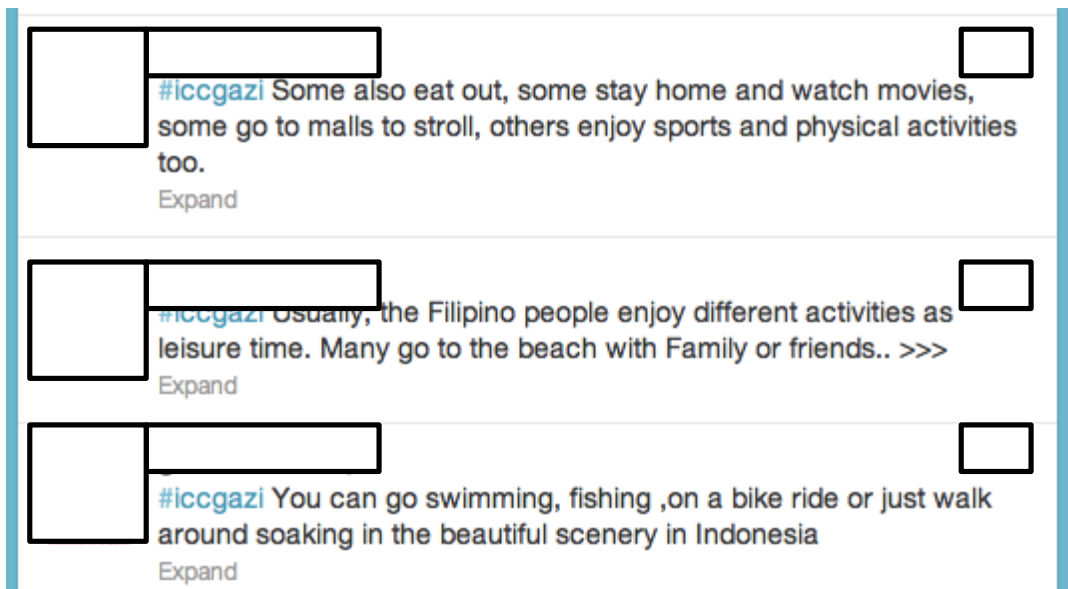 #iccgazi Some also eat out, some stay home and watch movies,
some go to malls to stroll, others enjoy sports and physical activities
too.
Expand
#iccgazi Usually, the Filipino people enjoy different activities as
leisure time. Many go to the beach with Family or friends.. >>>
Expand
#iccgazi You can go swimming, fishing ,on a bike ride or just walk
around soaking in the beautiful scenery in Indonesia
Expand